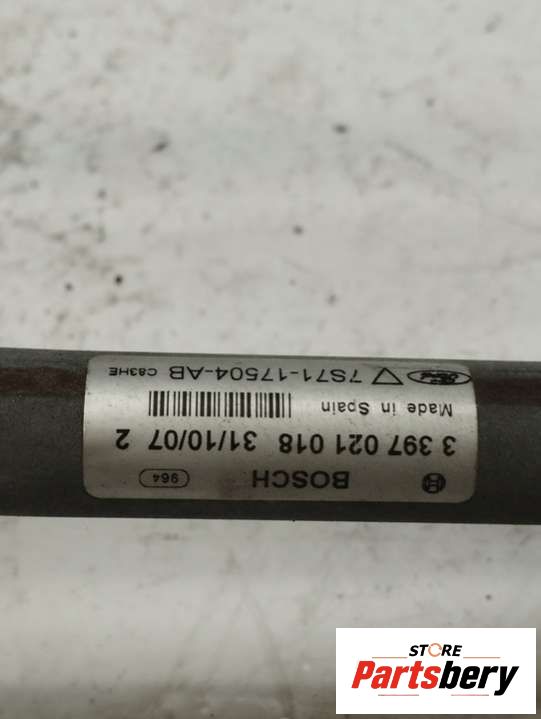 BOSCH 964
3 397 021 018 31/10/07 2
Made in Spain
Ford 7S71-17504-AB C83HE
STORE
Partsbery